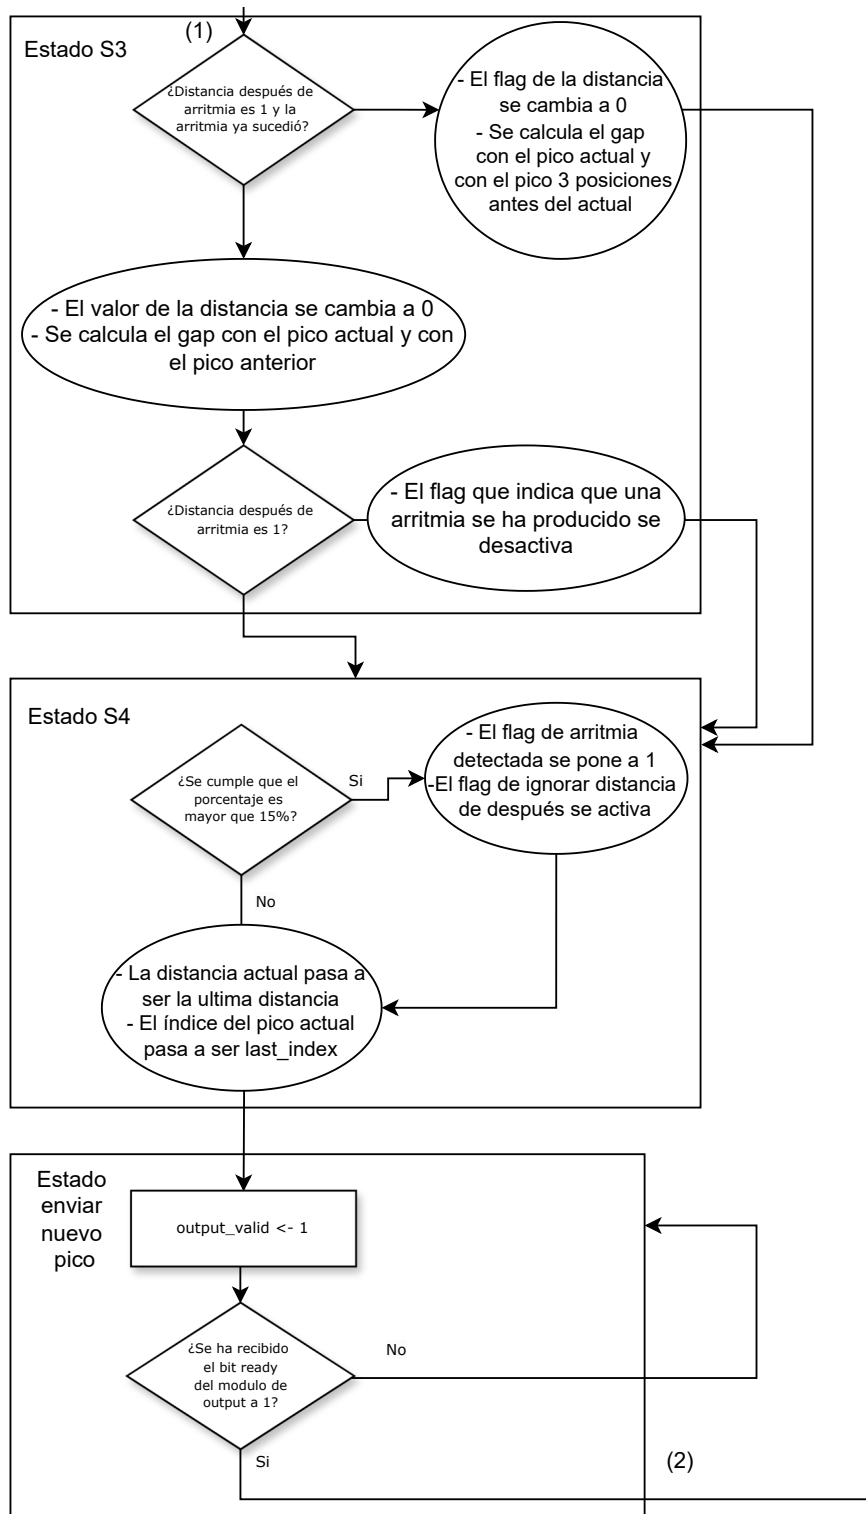 (1)
Estado S3
¿Distancia después de
arritmia es 1 y la
arritmia ya sucedió?
- El flag de la distancia
se cambia a 0
- Se calcula el gap
con el pico actual y
con el pico 3 posiciones
antes del actual
- El valor de la distancia se cambia a 0
- Se calcula el gap con el pico actual y con
el pico anterior
¿Distancia después de
arritmia es 1?
- El flag que indica que una
arritmia se ha producido se
desactiva
Estado S4
¿Se cumple que el
porcentaje es
mayor que 15%?
Si
- El flag de arritmia
detectada se pone a 1
-El flag de ignorar distancia
de después se activa
No
- La distancia actual pasa a
ser la ultima distancia
- El índice del pico actual
pasa a ser last_index
Estado
enviar
nuevo
pico
output_valid <- 1
¿Se ha recibido
el bit ready
del modulo de
output a 1?
No
Si
(2)